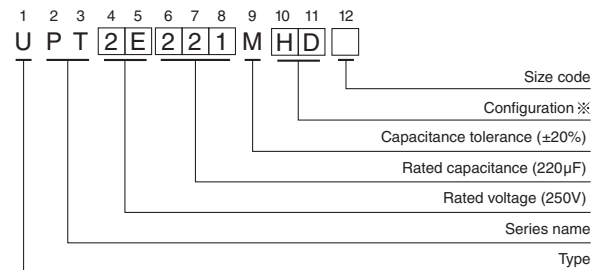 1 2 3 4 5 6 7 8 9 10 11 12
U P T 2 E 2 2 1 M H D
Size code
Configuration ※
Capacitance tolerance (±20%)
Rated capacitance (220µF)
Rated voltage (250V)
Series name
Type